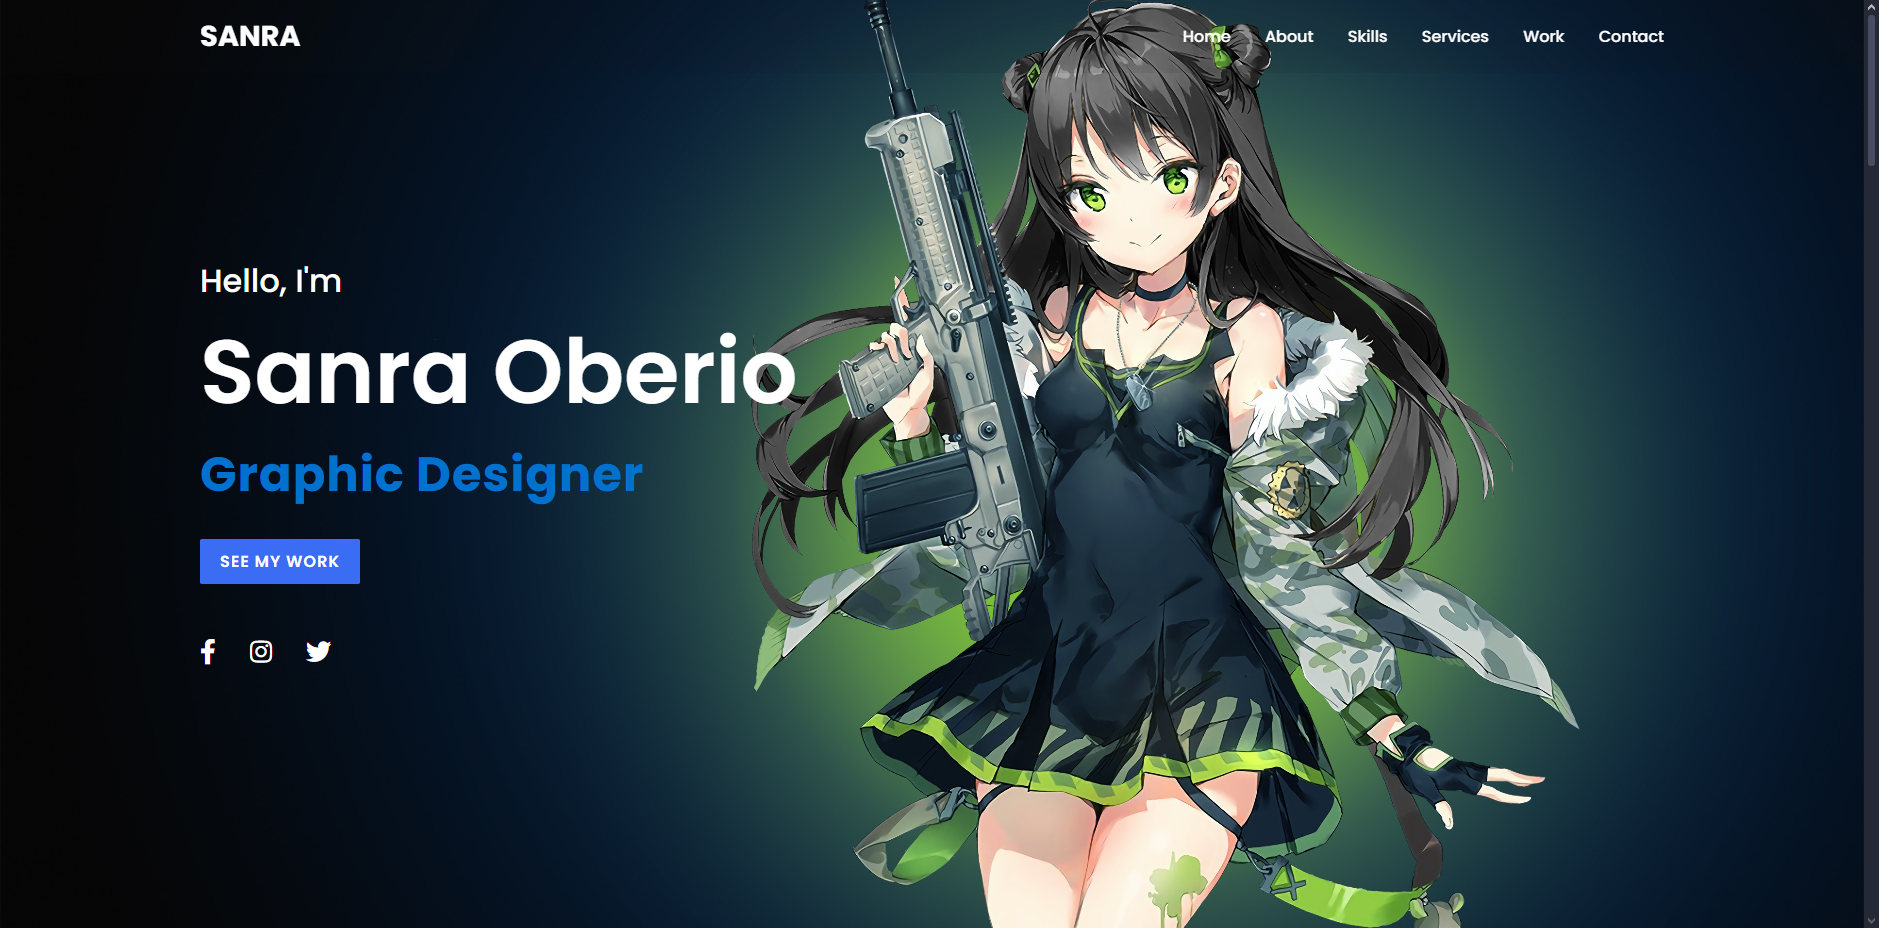 SANRA
Home About Skills Services Work Contact
Hello, I'm
Sanra Oberio
Graphic Designer
SEE MY WORK